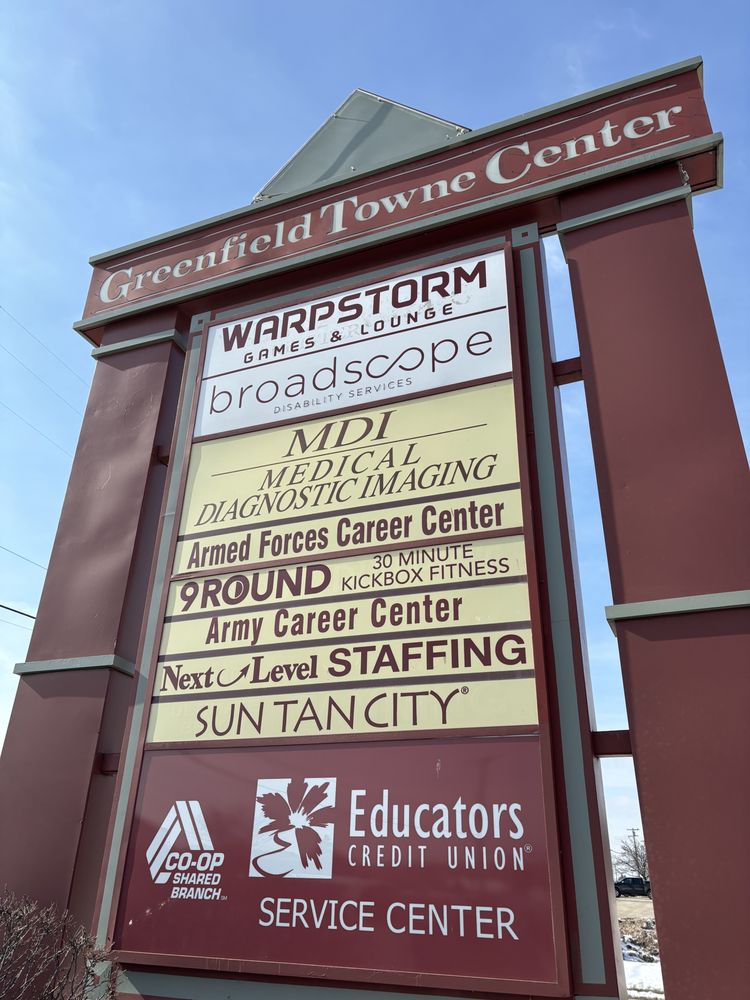 Greenfield Towne Center
WARPSTORM
GAMES & LOUNGE
broadscope
DISABILITY SERVICES
MDI
MEDICAL
DIAGNOSTIC IMAGING
Armed Forces Career Center
9ROUND 30 MINUTE
KICKBOX FITNESS
Army Career Center
Next Level STAFFING
SUN TAN CITY®
CO-OP
SHARED
BRANCH℠
Educators
CREDIT UNION®
SERVICE CENTER